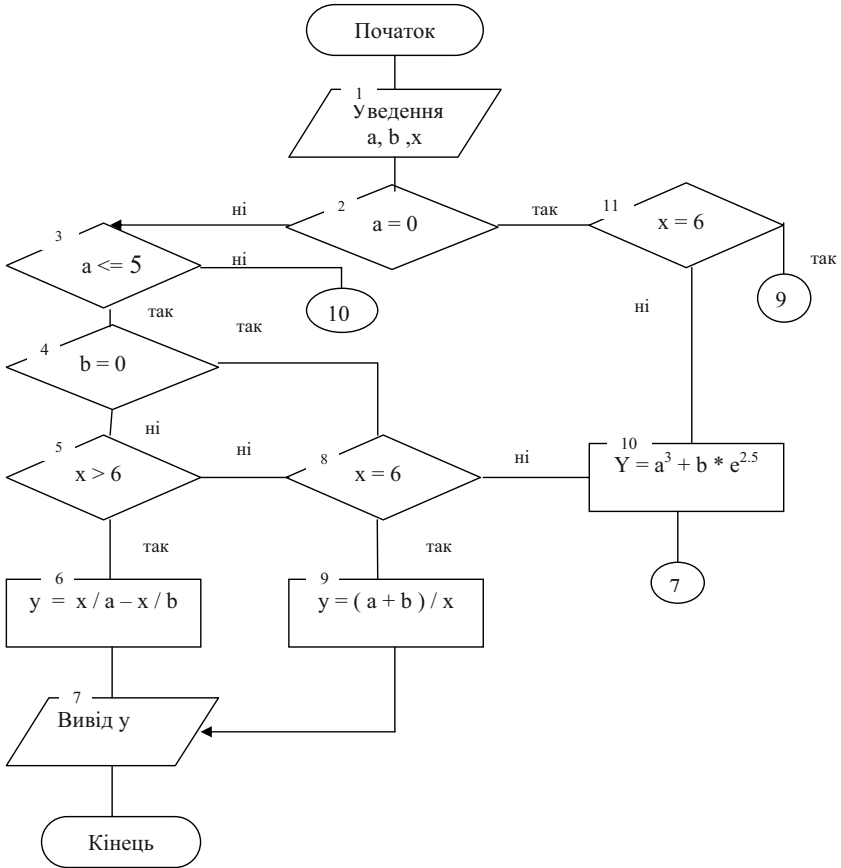 Початок
1
Уведення
a, b ,x
2
a = 0
ні
так
11
x = 6
так
9
ні
3
a <= 5
ні
10
так
4
b = 0
так
ні
5
x > 6
ні
8
x = 6
ні
10
Y = a³ + b * e²·⁵
7
так
так
6
y = x / a – x / b
9
y = ( a + b ) / x
7
Вивід y
Кінець